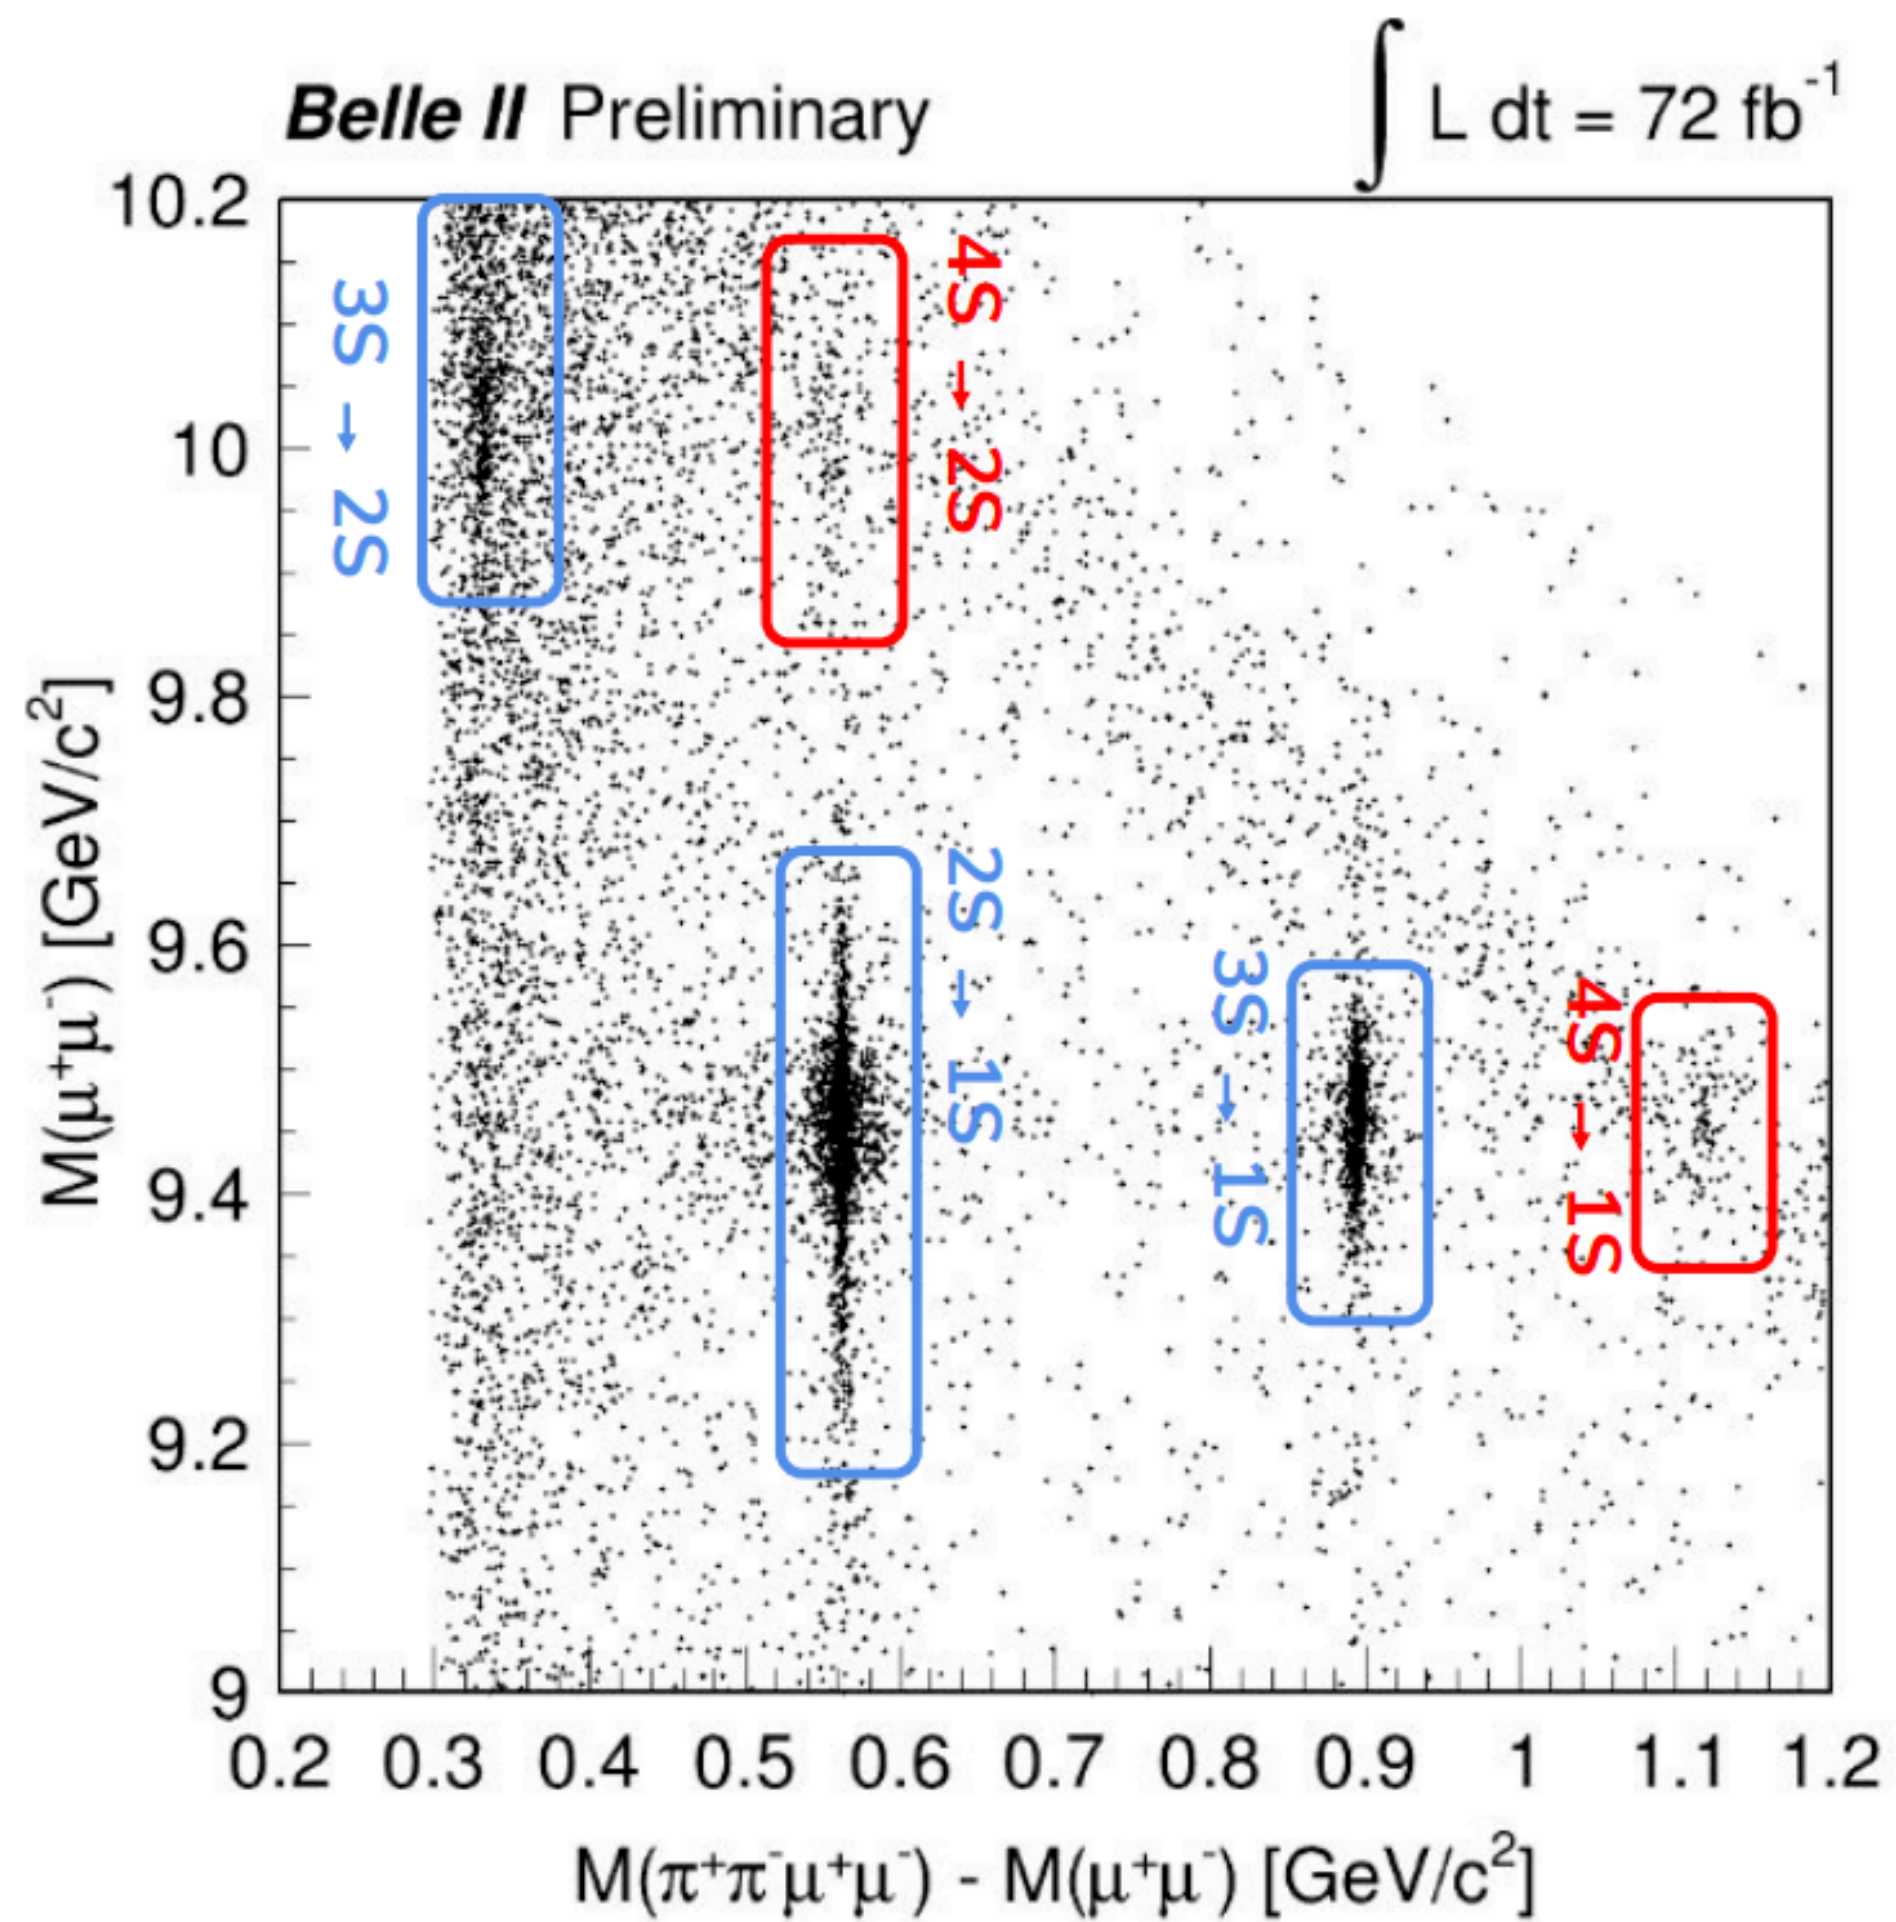 Belle II Preliminary
∫ L dt = 72 fb⁻¹
M(μ⁺μ⁻) [GeV/c²]
10.2
10
9.8
9.6
9.4
9.2
9
3S → 2S
4S → 2S
2S → 1S
3S → 1S
4S → 1S
0.2 0.3 0.4 0.5 0.6 0.7 0.8 0.9 1 1.1 1.2
M(π⁺π⁻μ⁺μ⁻) - M(μ⁺μ⁻) [GeV/c²]